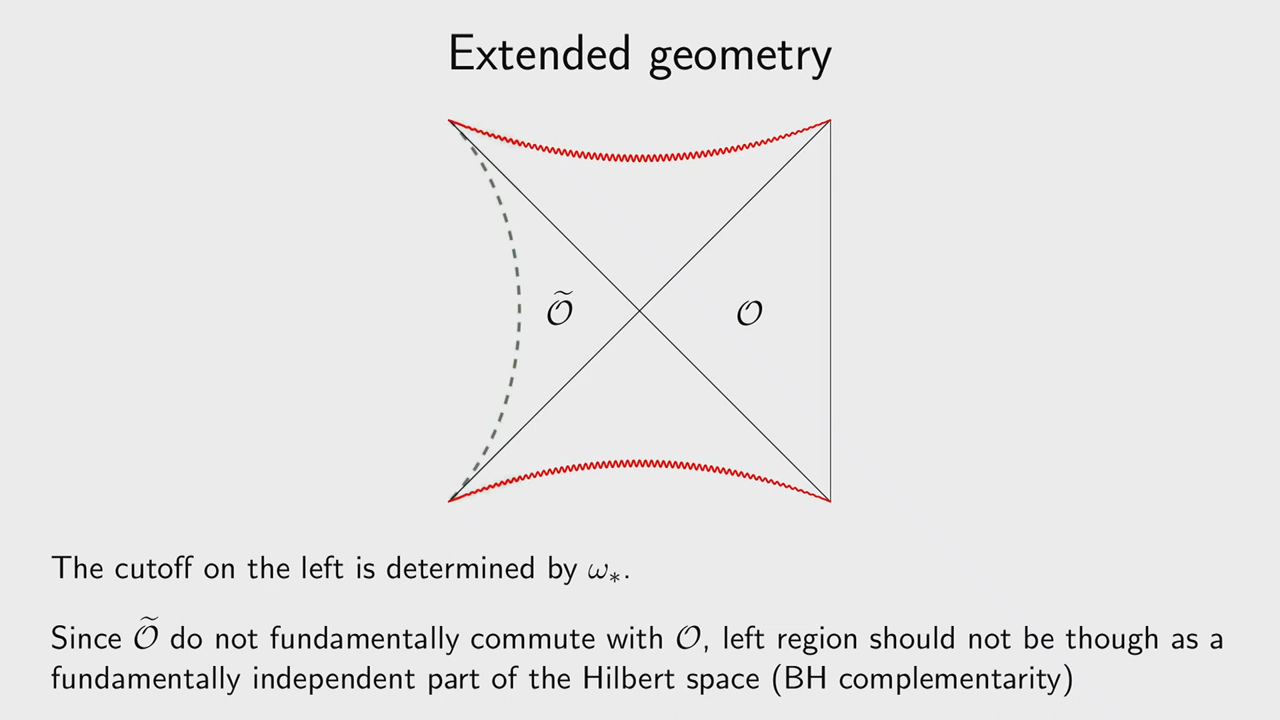 Extended geometry
𝒪̃
𝒪
The cutoff on the left is determined by ω∗.
Since 𝒪̃ do not fundamentally commute with 𝒪, left region should not be though as a
fundamentally independent part of the Hilbert space (BH complementarity)